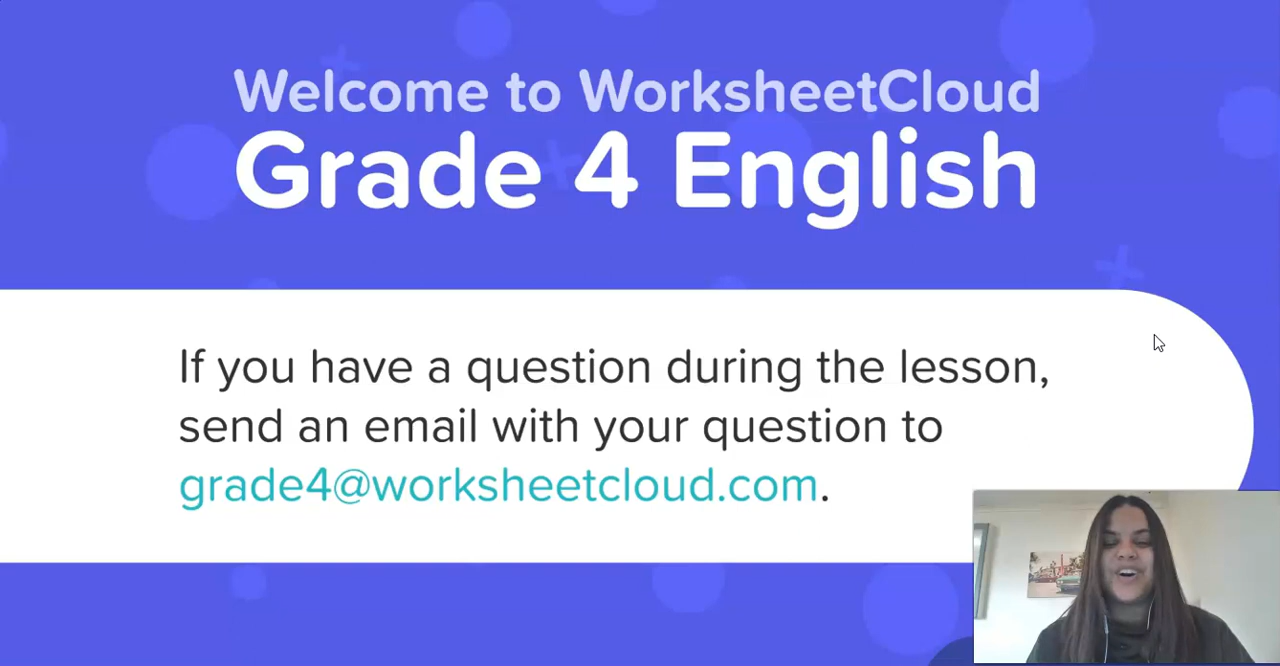 Welcome to WorksheetCloud
Grade 4 English
If you have a question during the lesson,
send an email with your question to
grade4@worksheetcloud.com.